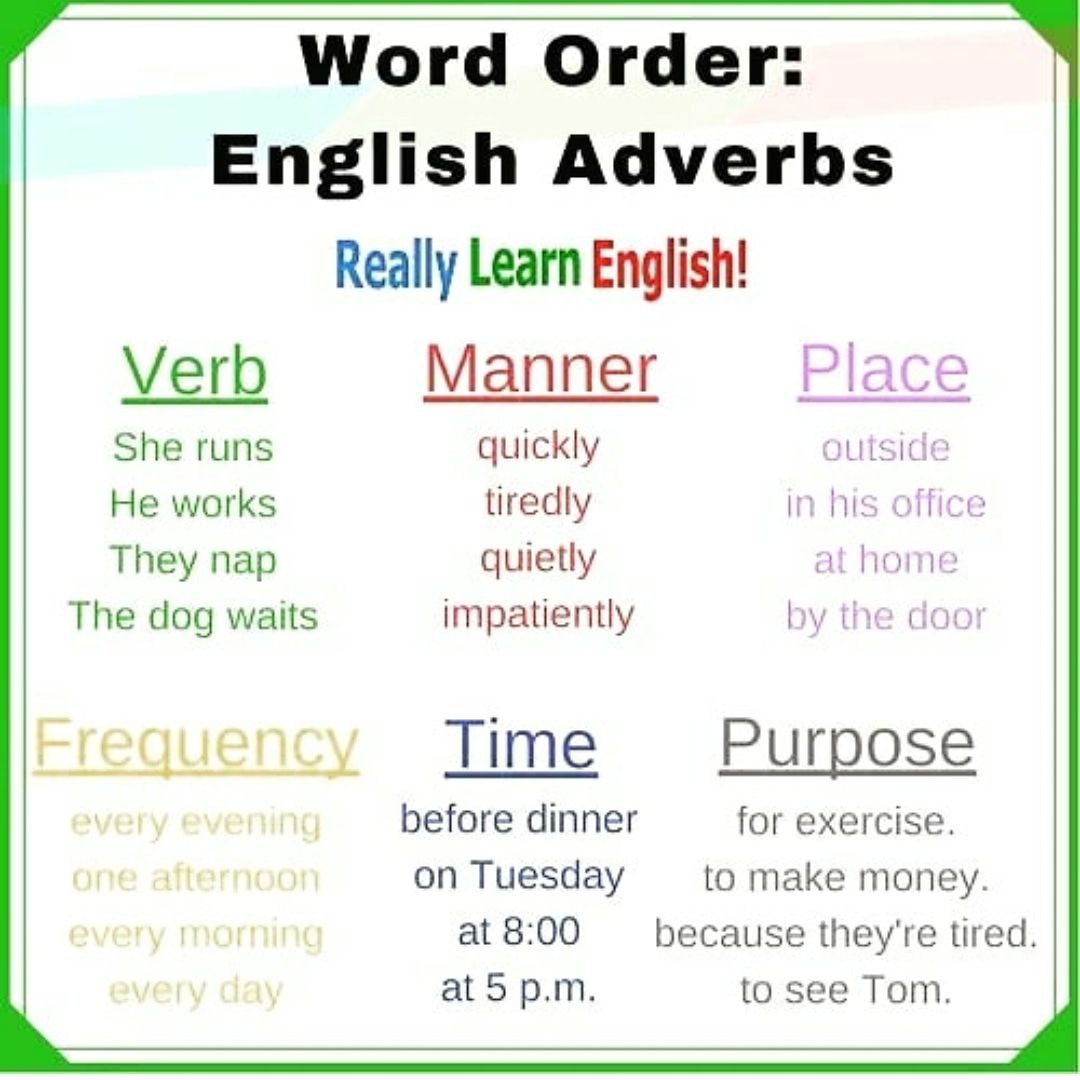 Word Order:
English Adverbs
Really Learn English!
Verb
She runs
He works
They nap
The dog waits
Manner
quickly
tiredly
quietly
impatiently
Place
outside
in his office
at home
by the door
Frequency
every evening
one afternoon
every morning
every day
Time
before dinner
on Tuesday
at 8:00
at 5 p.m.
Purpose
for exercise.
to make money.
because they're tired.
to see Tom.